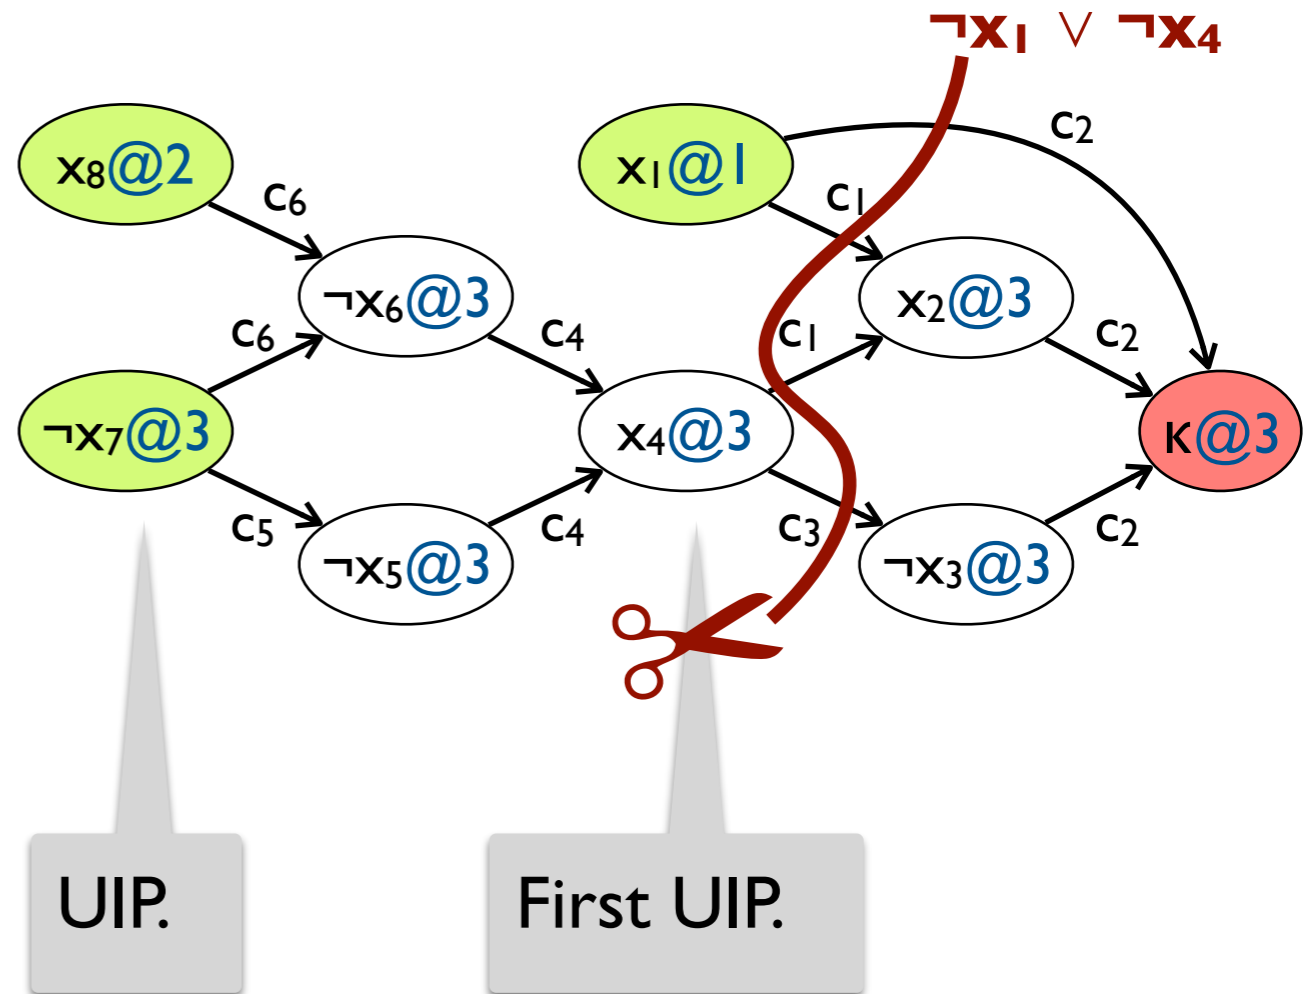 ¬x₁ ∨ ¬x₄
c₂
x₈@2
x₁@1
c₆
c₁
¬x₆@3
x₂@3
c₆
c₄
c₁
c₂
¬x₇@3
x₄@3
κ@3
c₅
c₄
c₃
c₂
¬x₅@3
¬x₃@3
UIP.
First UIP.